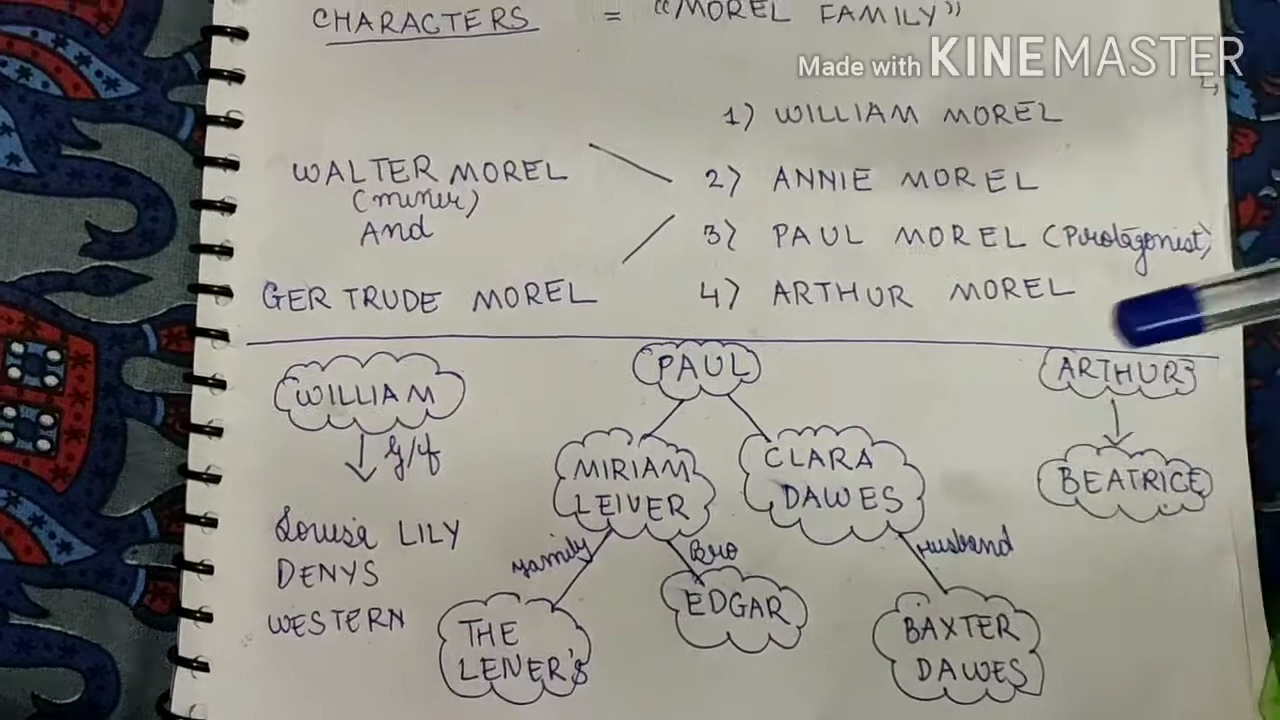 CHARACTERS = "MOREL FAMILY"
Made with KINEMASTER
1) WILLIAM MOREL
WALTER MOREL
(miner)
And
GERTRUDE MOREL
2) ANNIE MOREL
3) PAUL MOREL (Protagonist)
4) ARTHUR MOREL
WILLIAM
g/f
Louisa LILY
DENYS
WESTERN
PAUL
MIRIAM
LEIVER
family
THE
LEIVER'S
Bro
EDGAR
CLARA
DAWES
Husband
BAXTER
DAWES
ARTHUR
BEATRICE